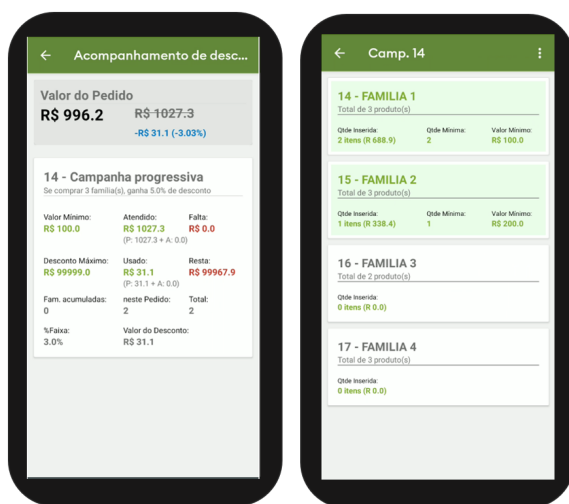 Acompanhamento de desc...
Valor do Pedido
R$ 996.2
R$ 1027.3
-R$ 31.1 (-3.03%)
14 - Campanha progressiva
Se comprar 3 familia(s), ganha 5.0% de desconto
Valor Mínimo: Atendido: Falta:
R$ 100.0 R$ 1027.3 R$ 0.0
(P: 1027.3 + A: 0.0)
Desconto Máximo: Usado: Resta:
R$ 99999.0 R$ 31.1 R$ 99967.9
(P: 31.1 + A: 0.0)
Fam. acumuladas: neste Pedido: Total:
0 2 2
%Faixa: Valor do Desconto:
3.0% R$ 31.1
Camp. 14
14 - FAMILIA 1
Total de 3 produto(s)
Qtde Inserida: Qtde Mínima: Valor Mínimo:
2 itens (R 688.9) 2 R$ 100.0
15 - FAMILIA 2
Total de 3 produto(s)
Qtde Inserida: Qtde Mínima: Valor Mínimo:
1 itens (R 338.4) 1 R$ 200.0
16 - FAMILIA 3
Total de 2 produto(s)
Qtde Inserida:
0 itens (R 0.0)
17 - FAMILIA 4
Total de 3 produto(s)
Qtde Inserida:
0 itens (R 0.0)